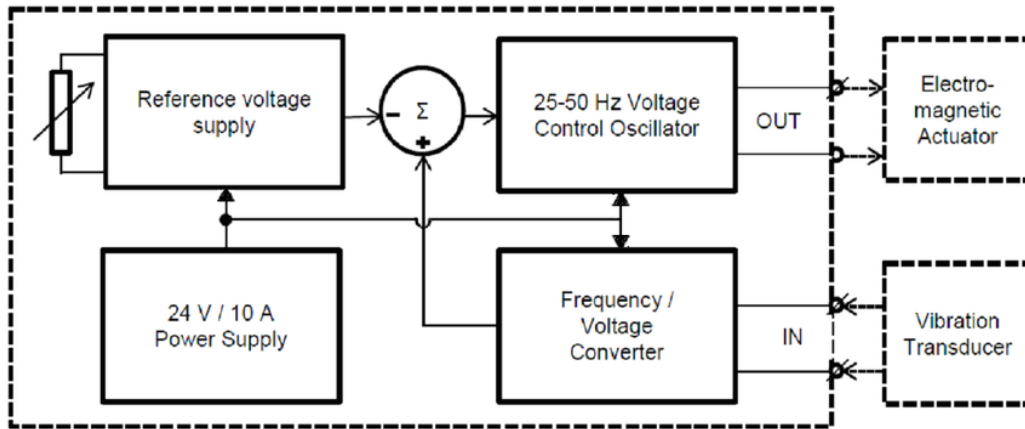 Reference voltage
supply
-
Σ
+
25-50 Hz Voltage
Control Oscillator
OUT
Electro-
magnetic
Actuator
24 V / 10 A
Power Supply
Frequency /
Voltage
Converter
IN
Vibration
Transducer